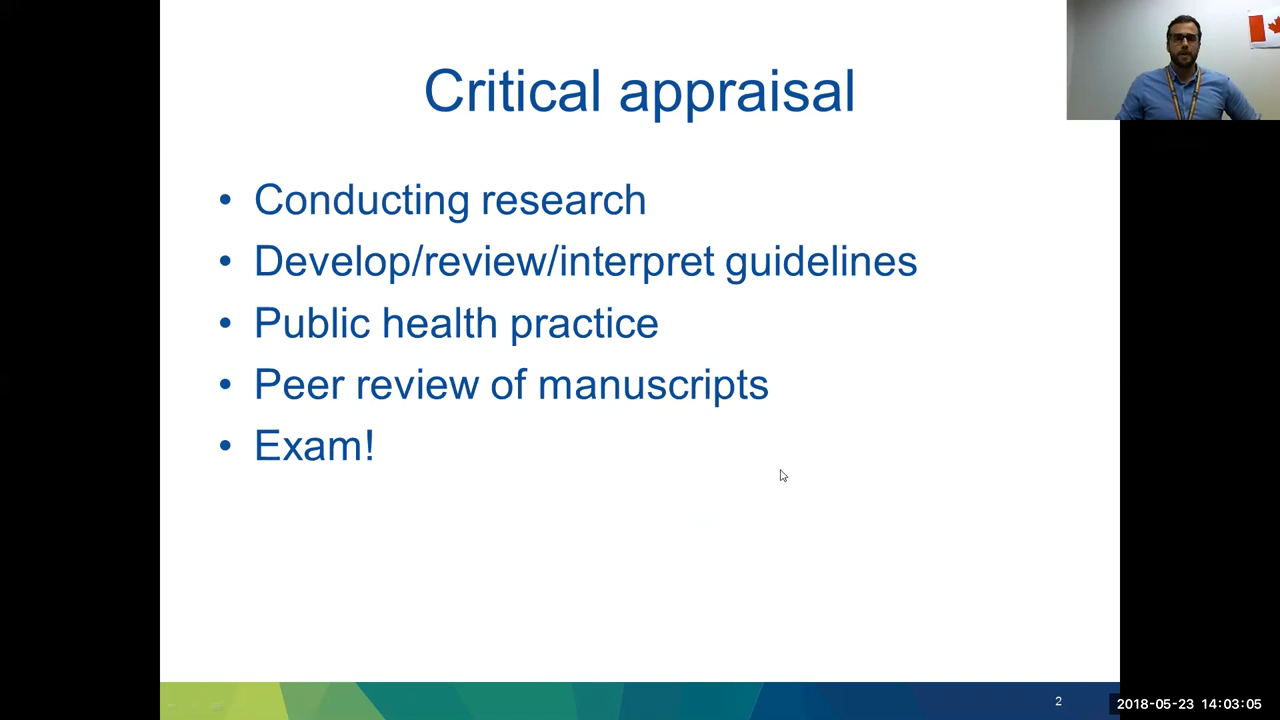 Critical appraisal
• Conducting research
• Develop/review/interpret guidelines
• Public health practice
• Peer review of manuscripts
• Exam!
2
2018-05-23 14:03:05